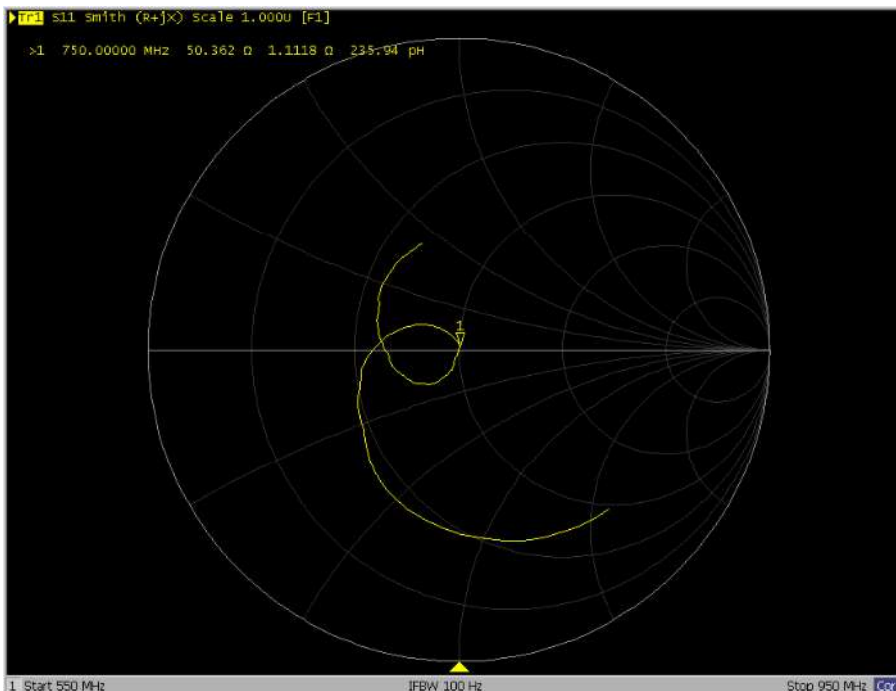 Tr1 S11 Smith (R+jX) Scale 1.000U [F1]
>1 750.00000 MHz 50.362 Ω 1.1118 Ω 235.94 pH
1
1 Start 550 MHz IFBW 100 Hz Stop 950 MHz